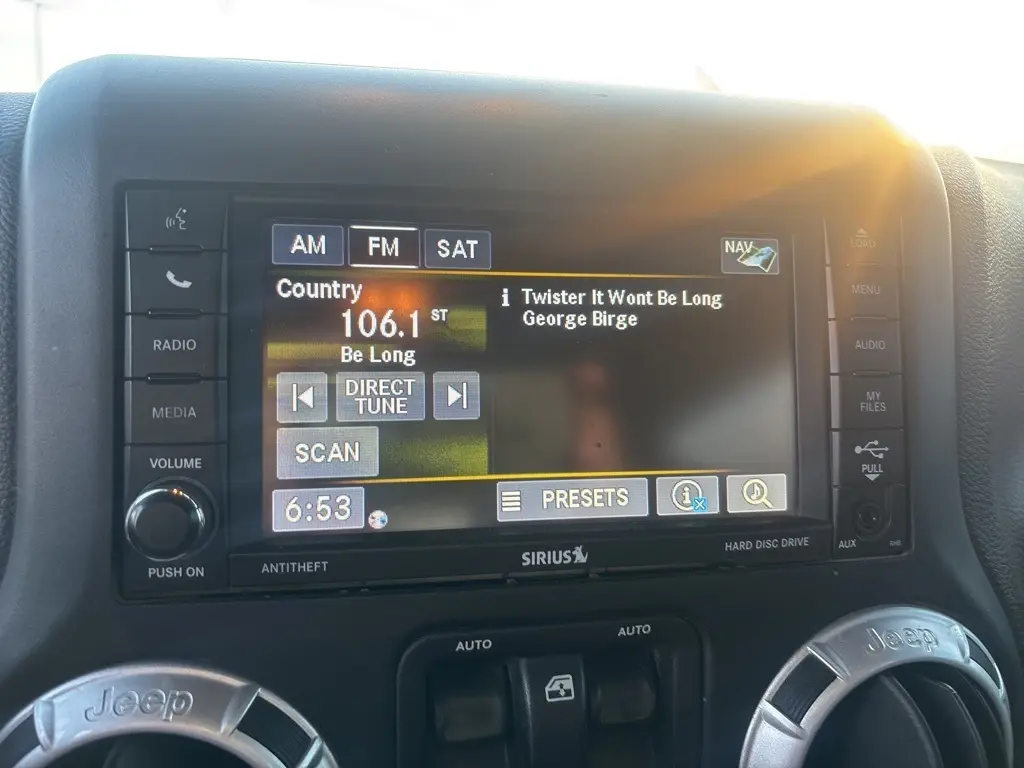 AM FM SAT NAV
LOAD
Country
Twister It Wont Be Long
MENU
106.1 ST
George Birge
RADIO
AUDIO
Be Long
DIRECT
TUNE
MY
FILES
MEDIA
SCAN
VOLUME
PULL
6:53
PRESETS
PUSH ON
ANTITHEFT
SIRIUS
HARD DISC DRIVE
AUX
AUTO
AUTO
Jeep
Jeep